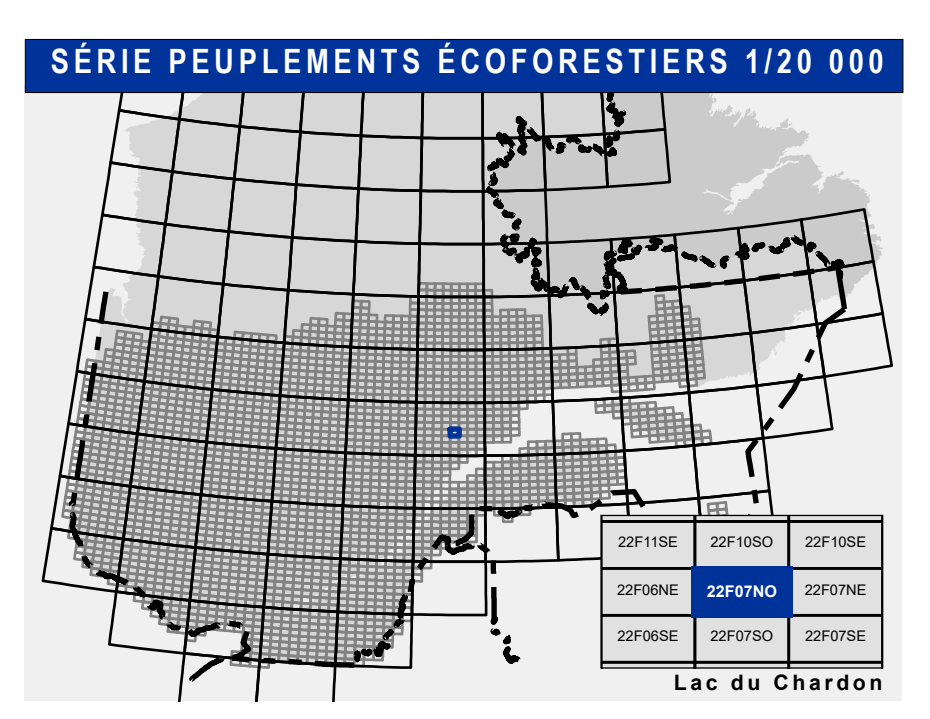 SÉRIE PEUPLEMENTS ÉCOFORESTIERS 1/20 000
22F11SE 22F10SO 22F10SE
22F06NE 22F07NO 22F07NE
22F06SE 22F07SO 22F07SE
Lac du Chardon